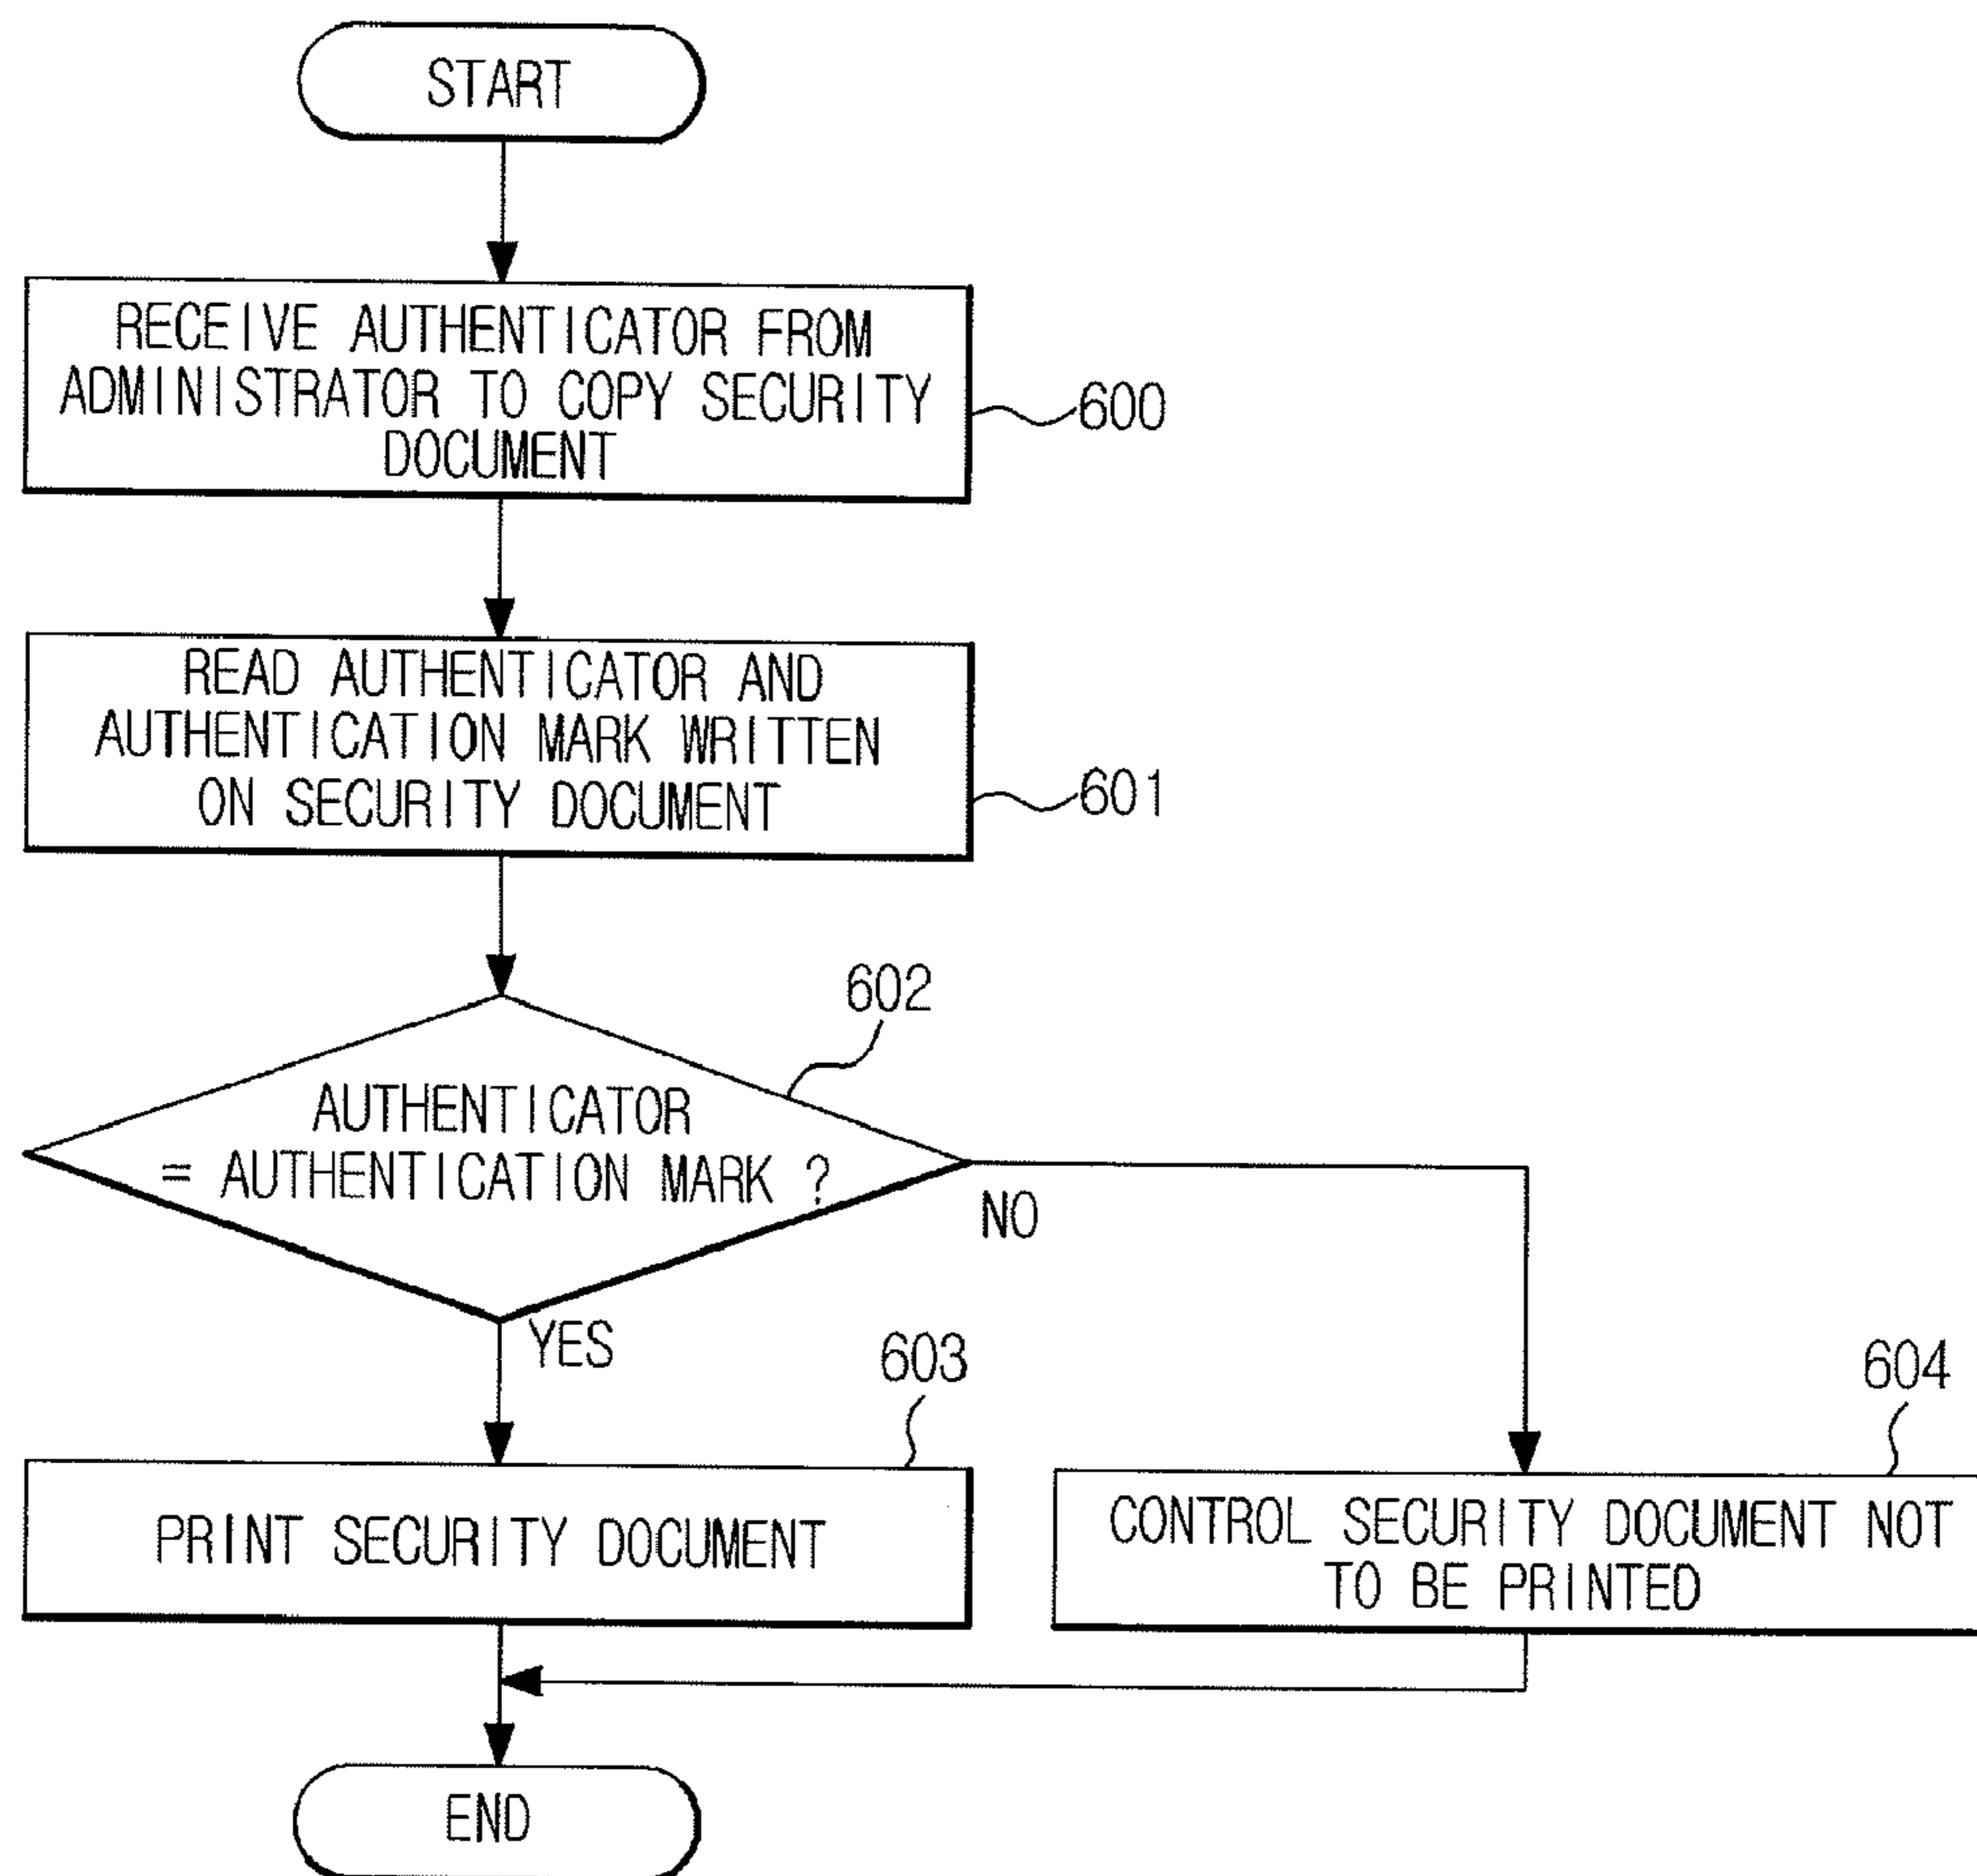 START
RECEIVE AUTHENTICATOR FROM
ADMINISTRATOR TO COPY SECURITY
DOCUMENT
600
READ AUTHENTICATOR AND
AUTHENTICATION MARK WRITTEN
ON SECURITY DOCUMENT
601
602
AUTHENTICATOR
= AUTHENTICATION MARK ?
NO
YES
603
604
PRINT SECURITY DOCUMENT
CONTROL SECURITY DOCUMENT NOT
TO BE PRINTED
END